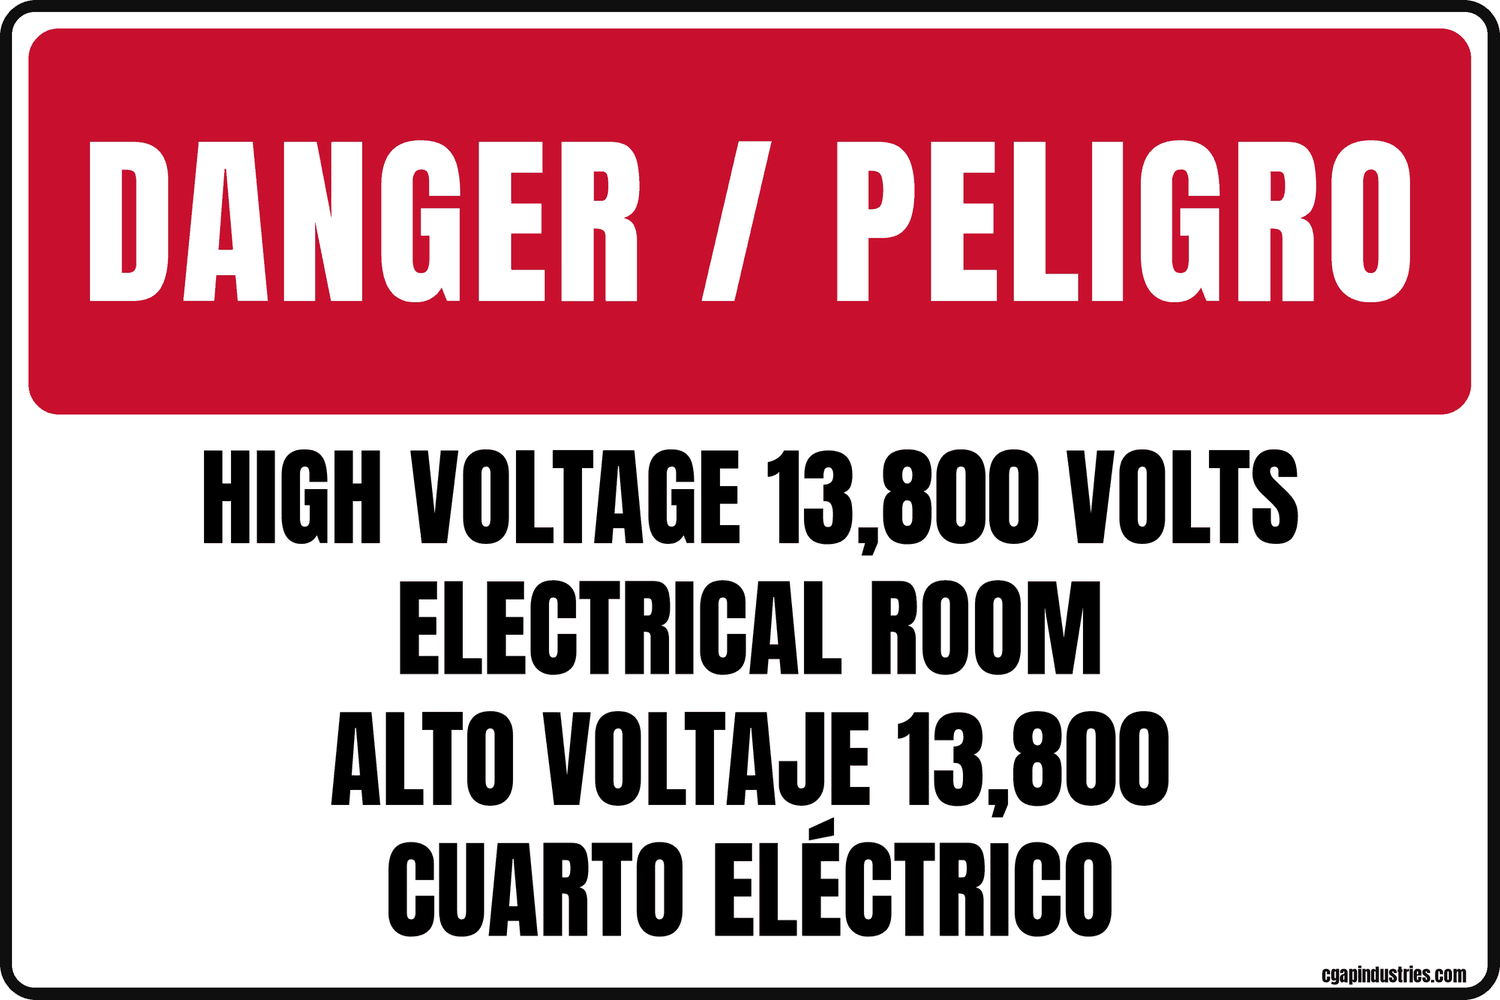 DANGER / PELIGRO
HIGH VOLTAGE 13,800 VOLTS
ELECTRICAL ROOM
ALTO VOLTAJE 13,800
CUARTO ELÉCTRICO
cgapindustries.com